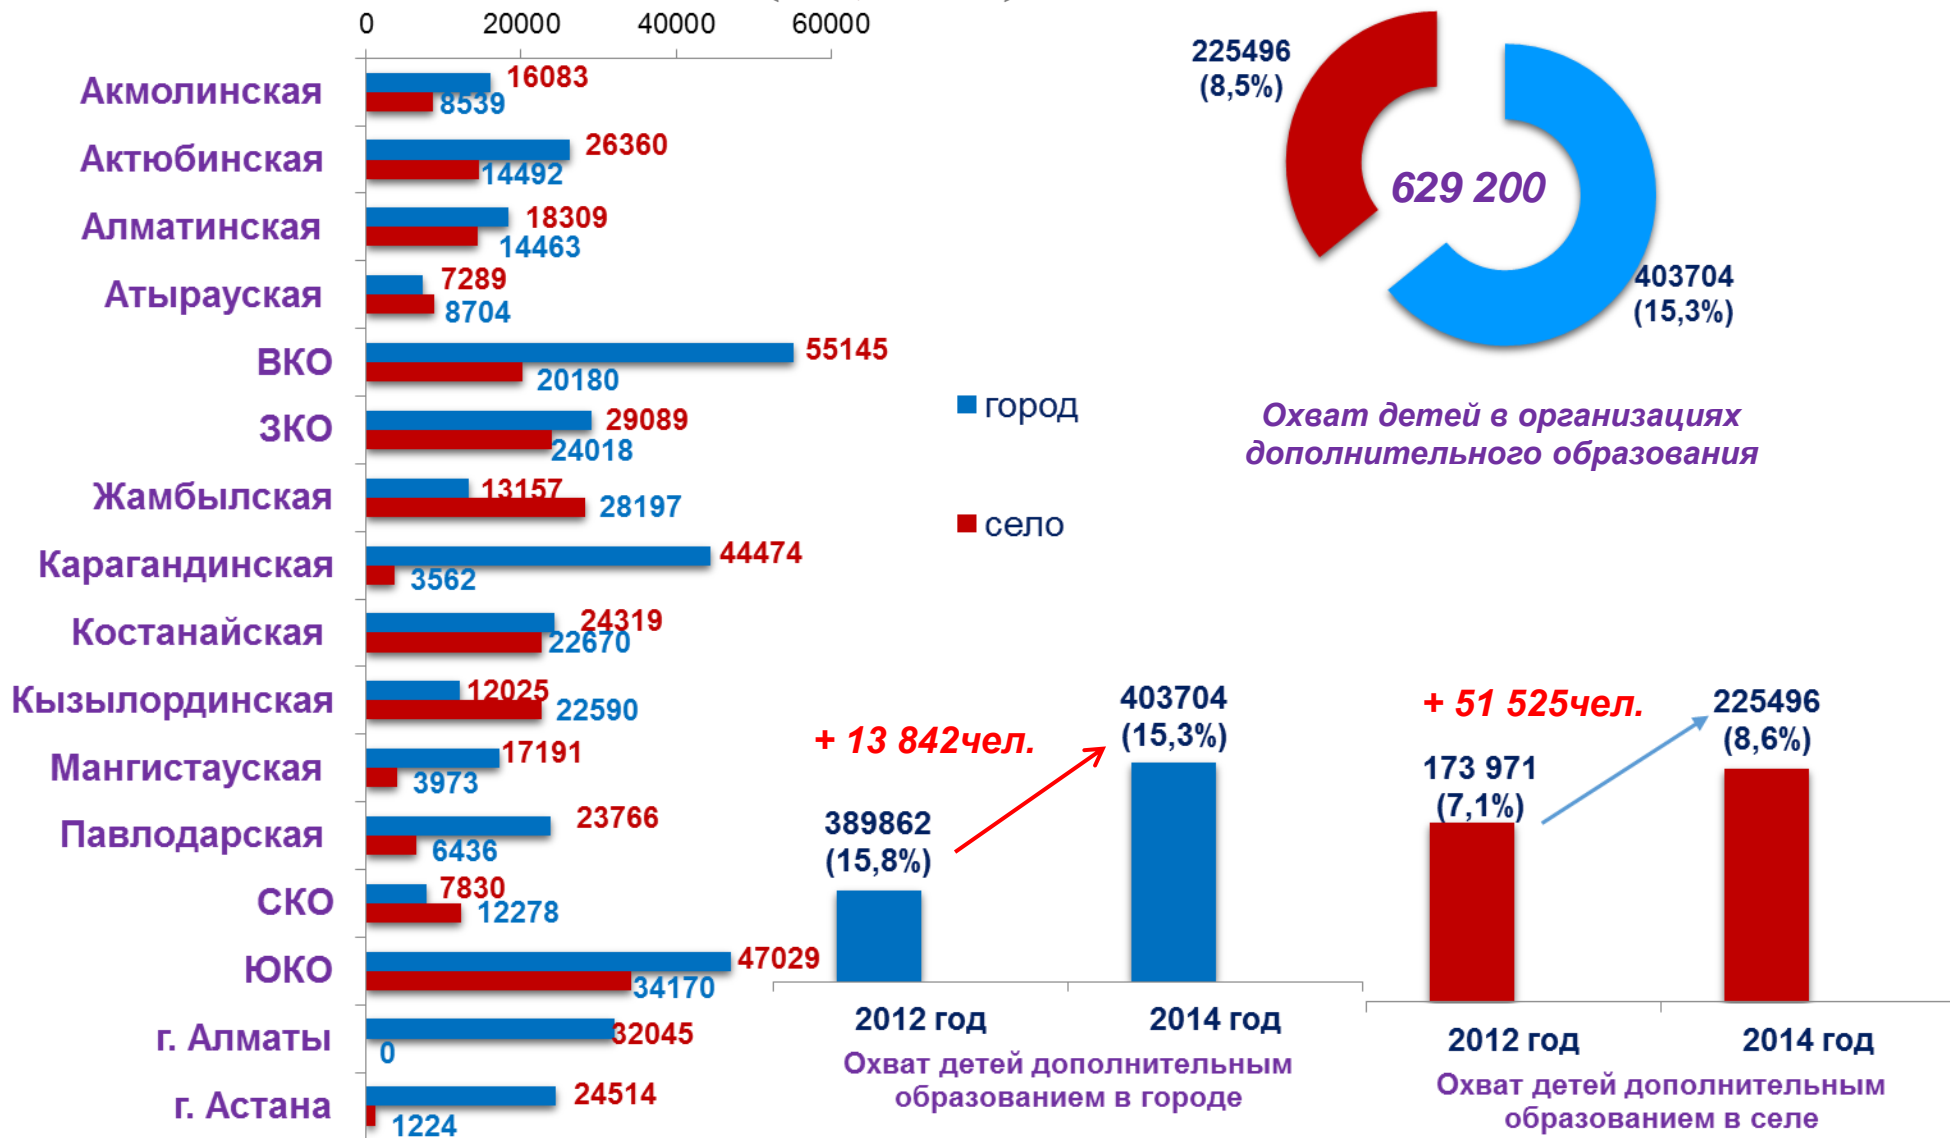 0 20000 40000 60000
Акмолинская 16083
8539
Актюбинская 26360
14492
Алматинская 18309
14463
Атырауская 7289
8704
ВКО 55145
20180
ЗКО 29089
24018
Жамбылская 13157
28197
Карагандинская 44474
3562
Костанайская 24319
22670
Кызылординская 12025
22590
Мангистауская 17191
3973
Павлодарская 23766
6436
СКО 7830
12278
ЮКО 47029
34170
г. Алматы 32045
0
г. Астана 24514
1224
город
село
225496
(8,5%)
629 200
403704
(15,3%)
Охват детей в организациях
дополнительного образования
+ 13 842чел.
389862
(15,8%)
403704
(15,3%)
2012 год 2014 год
Охват детей дополнительным
образованием в городе
+ 51 525чел.
173 971
(7,1%)
225496
(8,6%)
2012 год 2014 год
Охват детей дополнительным
образованием в селе